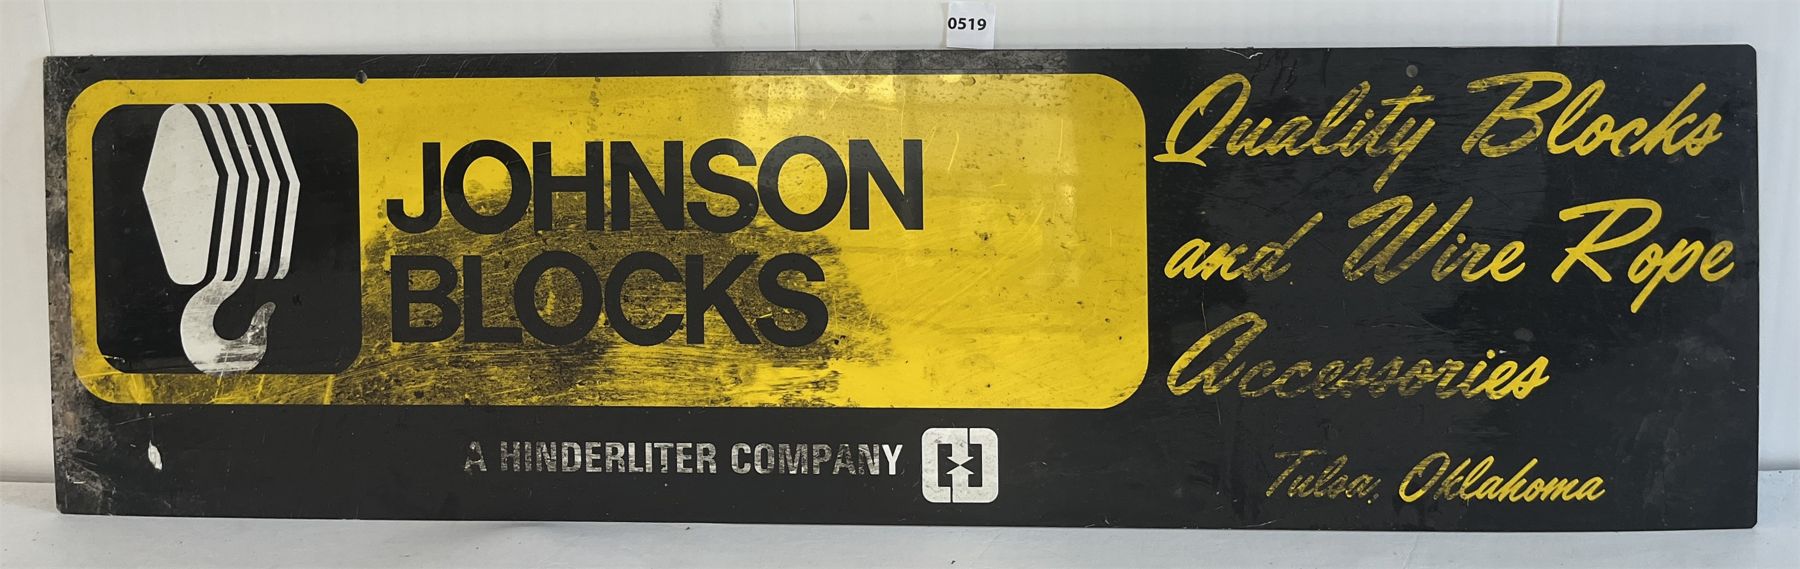 0519
JOHNSON
BLOCKS
A HINDERLITER COMPANY
Quality Blocks
and Wire Rope
Accessories
Tulsa, Oklahoma